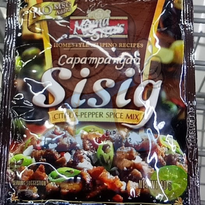 Mama Sita's
HOMESTYLE FILIPINO RECIPES
Capampangan
Sisig
CITRUS-PEPPER SPICE MIX